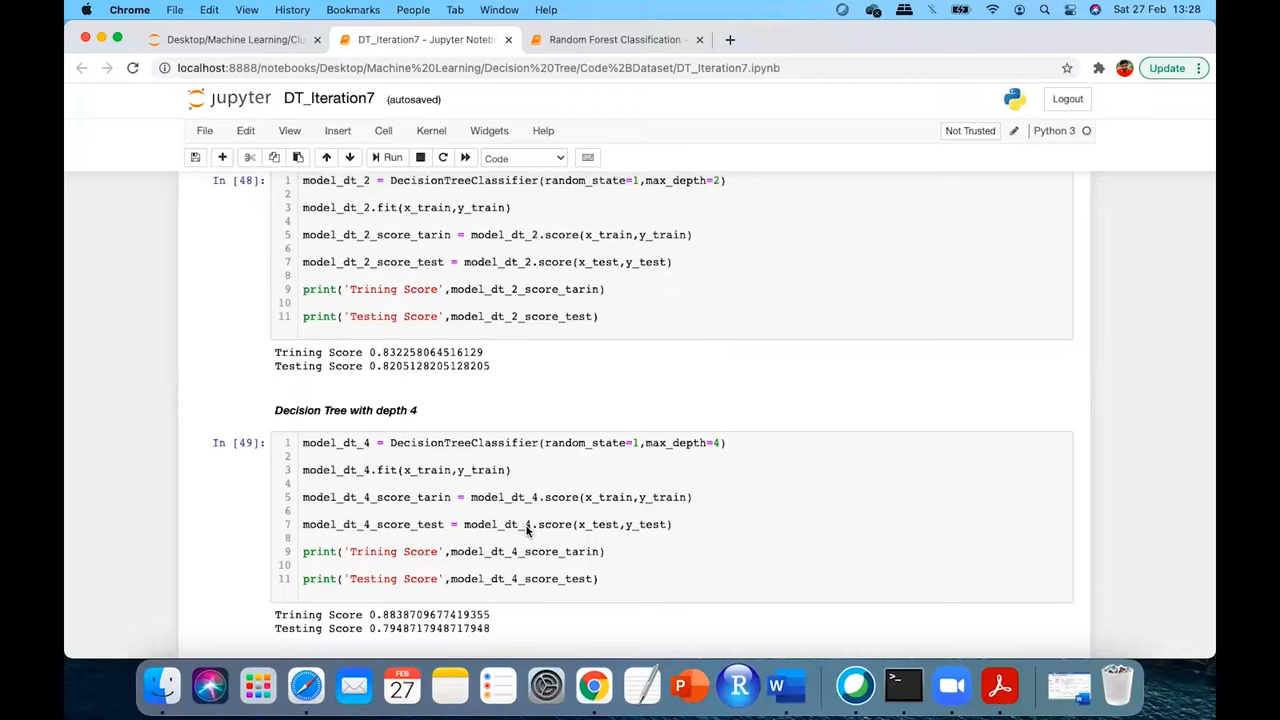 Chrome File Edit View History Bookmarks People Tab Window Help Sat 27 Feb 13:28
Desktop/Machine Learning/Clu DT_Iteration7 - Jupyter Notebo Random Forest Classification -
localhost:8888/notebooks/Desktop/Machine%20Learning/Decision%20Tree/Code%2BDataset/DT_Iteration7.ipynb Update
jupyter DT_Iteration7 (autosaved) Logout
File Edit View Insert Cell Kernel Widgets Help Not Trusted Python 3
Run Code
In [48]: 1 model_dt_2 = DecisionTreeClassifier(random_state=1,max_depth=2)
2
3 model_dt_2.fit(x_train,y_train)
4
5 model_dt_2_score_tarin = model_dt_2.score(x_train,y_train)
6
7 model_dt_2_score_test = model_dt_2.score(x_test,y_test)
8
9 print('Trining Score',model_dt_2_score_tarin)
10
11 print('Testing Score',model_dt_2_score_test)
Trining Score 0.832258064516129
Testing Score 0.8205128205128205
Decision Tree with depth 4
In [49]: 1 model_dt_4 = DecisionTreeClassifier(random_state=1,max_depth=4)
2
3 model_dt_4.fit(x_train,y_train)
4
5 model_dt_4_score_tarin = model_dt_4.score(x_train,y_train)
6
7 model_dt_4_score_test = model_dt_4.score(x_test,y_test)
8
9 print('Trining Score',model_dt_4_score_tarin)
10
11 print('Testing Score',model_dt_4_score_test)
Trining Score 0.8838709677419355
Testing Score 0.7948717948717948
FEB
27
P
R
W
>_